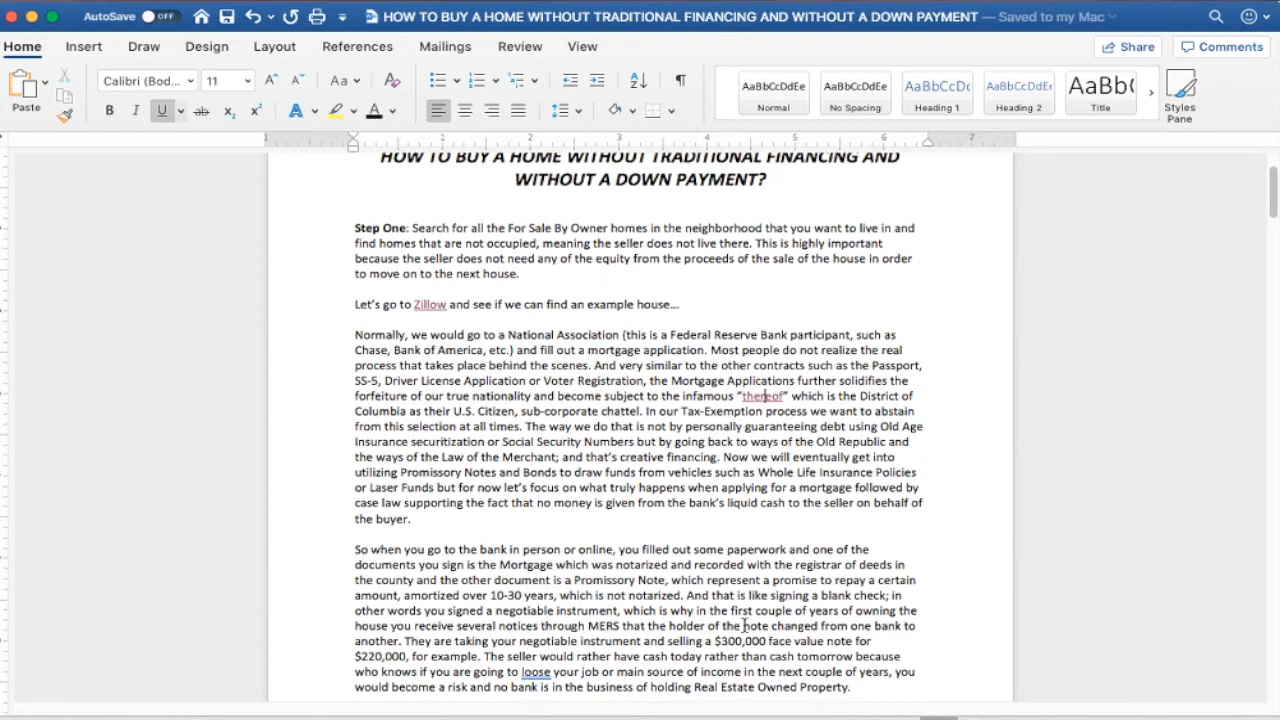 AutoSave OFF HOW TO BUY A HOME WITHOUT TRADITIONAL FINANCING AND WITHOUT A DOWN PAYMENT — Saved to my Mac
Home Insert Draw Design Layout References Mailings Review View Share Comments
Paste Calibri (Bod... 11 Aa
B I U ab x₂ x² A A
AaBbCcDdEe AaBbCcDdEe AaBbCcDc AaBbCcDdEe AaBb(
Normal No Spacing Heading 1 Heading 2 Title Styles Pane
1 1 2 3 4 5 6 7
HOW TO BUY A HOME WITHOUT TRADITIONAL FINANCING AND
WITHOUT A DOWN PAYMENT?
Step One: Search for all the For Sale By Owner homes in the neighborhood that you want to live in and
find homes that are not occupied, meaning the seller does not live there. This is highly important
because the seller does not need any of the equity from the proceeds of the sale of the house in order
to move on to the next house.
Let's go to Zillow and see if we can find an example house...
Normally, we would go to a National Association (this is a Federal Reserve Bank participant, such as
Chase, Bank of America, etc.) and fill out a mortgage application. Most people do not realize the real
process that takes place behind the scenes. And very similar to the other contracts such as the Passport,
SS-5, Driver License Application or Voter Registration, the Mortgage Applications further solidifies the
forfeiture of our true nationality and become subject to the infamous “thereof” which is the District of
Columbia as their U.S. Citizen, sub-corporate chattel. In our Tax-Exemption process we want to abstain
from this selection at all times. The way we do that is not by personally guaranteeing debt using Old Age
Insurance securitization or Social Security Numbers but by going back to ways of the Old Republic and
the ways of the Law of the Merchant; and that's creative financing. Now we will eventually get into
utilizing Promissory Notes and Bonds to draw funds from vehicles such as Whole Life Insurance Policies
or Laser Funds but for now let's focus on what truly happens when applying for a mortgage followed by
case law supporting the fact that no money is given from the bank's liquid cash to the seller on behalf of
the buyer.
So when you go to the bank in person or online, you filled out some paperwork and one of the
documents you sign is the Mortgage which was notarized and recorded with the registrar of deeds in
the county and the other document is a Promissory Note, which represent a promise to repay a certain
amount, amortized over 10-30 years, which is not notarized. And that is like signing a blank check; in
other words you signed a negotiable instrument, which is why in the first couple of years of owning the
house you receive several notices through MERS that the holder of the note changed from one bank to
another. They are taking your negotiable instrument and selling a $300,000 face value note for
$220,000, for example. The seller would rather have cash today rather than cash tomorrow because
who knows if you are going to loose your job or main source of income in the next couple of years, you
would become a risk and no bank is in the business of holding Real Estate Owned Property.